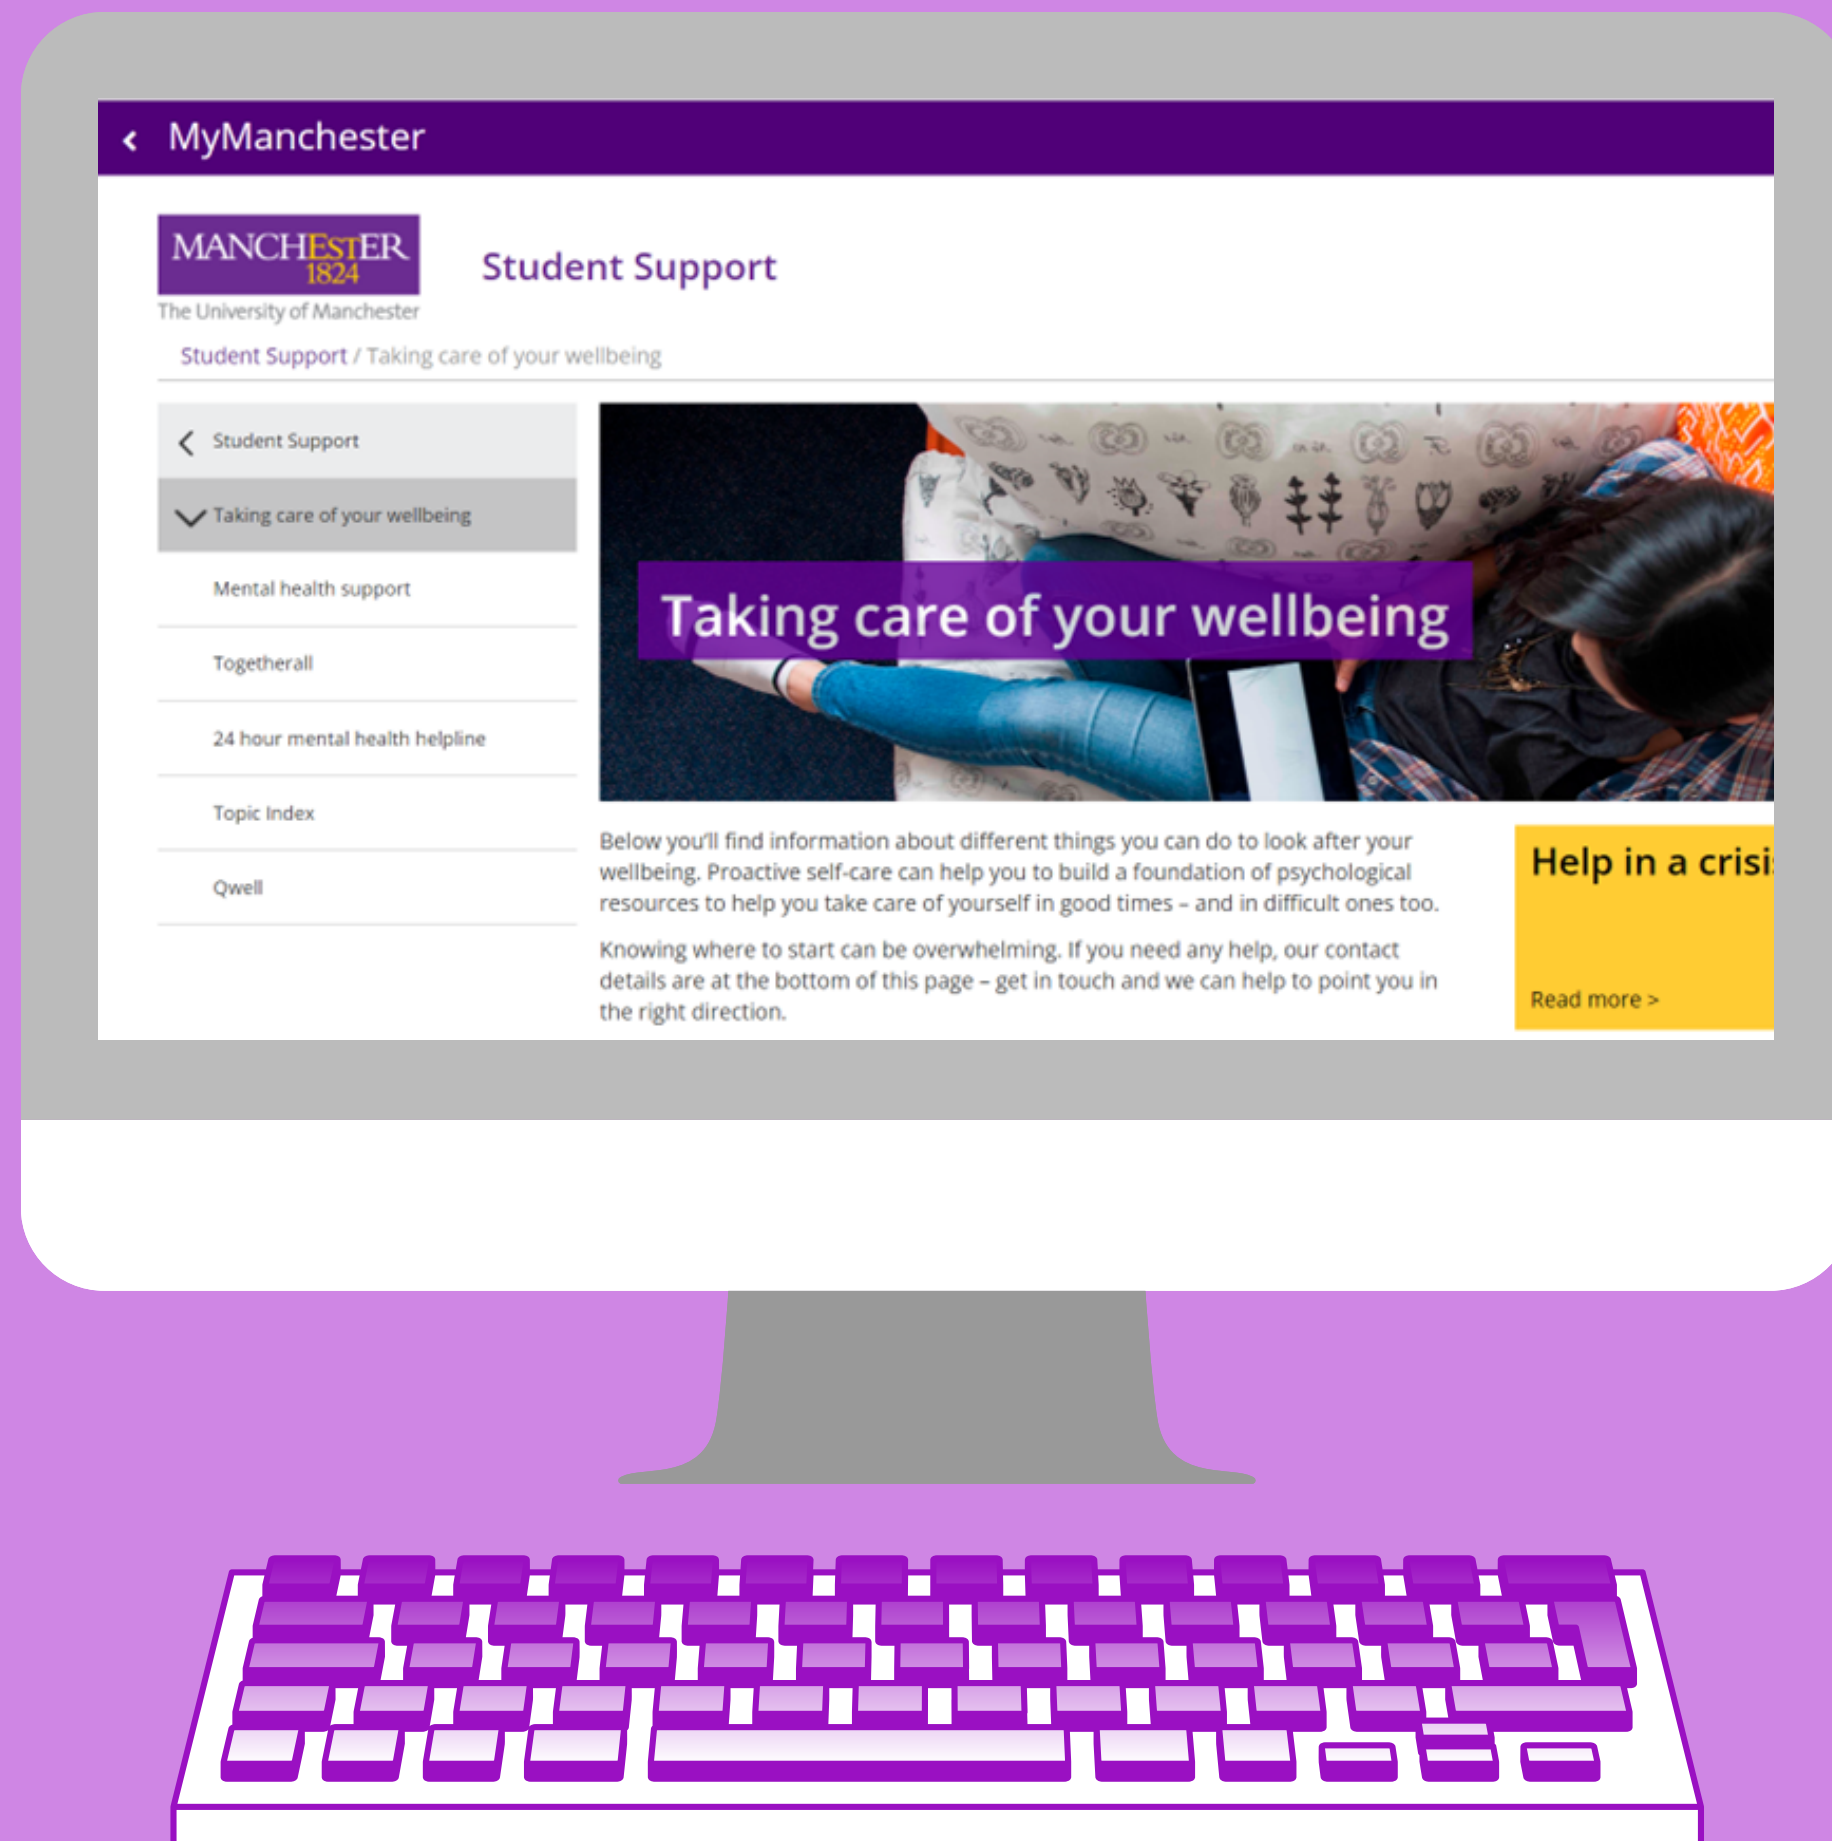 MyManchester
MANCHESTER
1824
The University of Manchester
Student Support
Student Support / Taking care of your wellbeing
Student Support
Taking care of your wellbeing
Mental health support
Togetherall
24 hour mental health helpline
Topic Index
Qwell
Taking care of your wellbeing
Below you'll find information about different things you can do to look after your
wellbeing. Proactive self-care can help you to build a foundation of psychological
resources to help you take care of yourself in good times – and in difficult ones too.
Knowing where to start can be overwhelming. If you need any help, our contact
details are at the bottom of this page – get in touch and we can help to point you in
the right direction.
Help in a crisis
Read more >